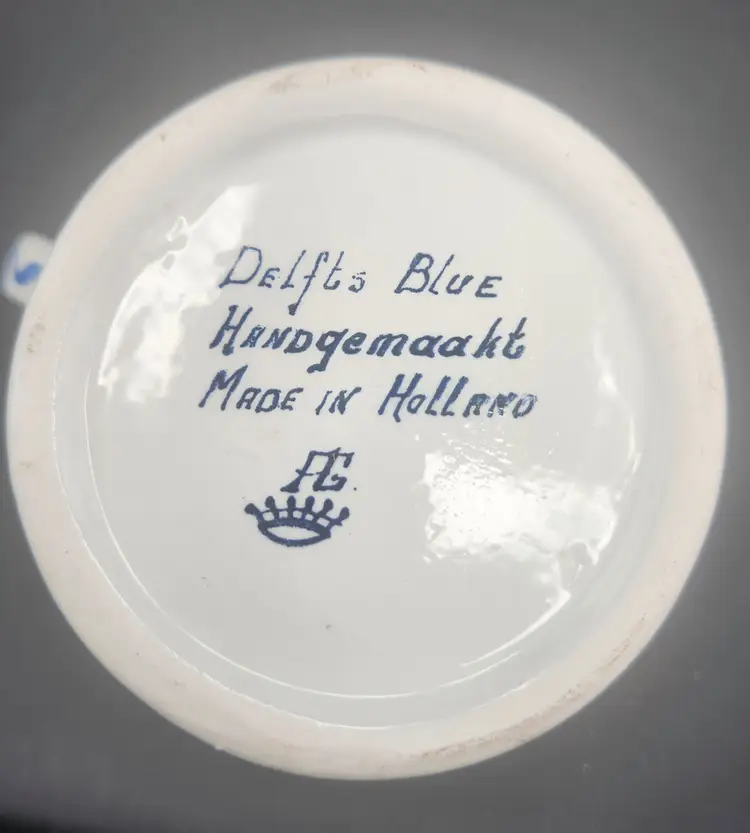 Delfts Blue
Handgemaakt
Made in Holland
AG.